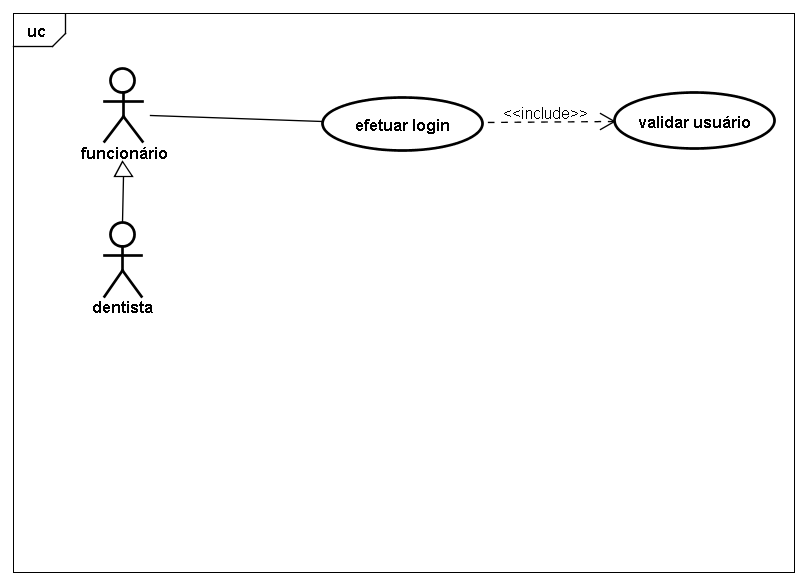 uc
funcionário
efetuar login
<<include>>
validar usuário
dentista